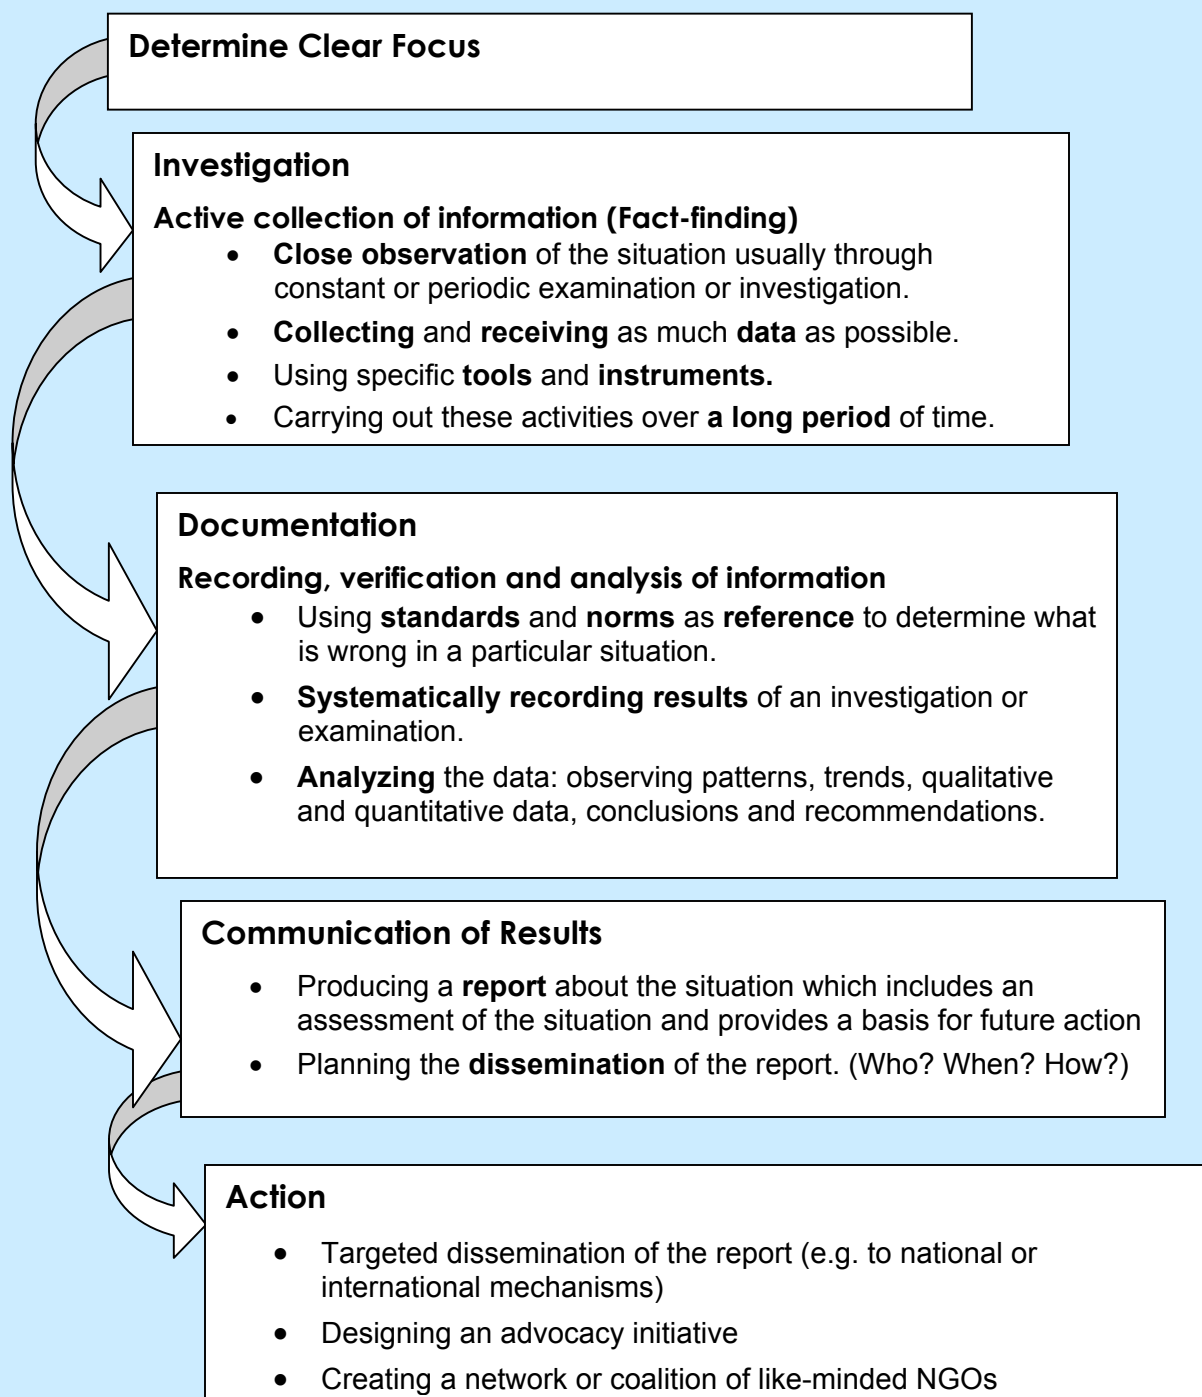 Determine Clear Focus
Investigation
Active collection of information (Fact-finding)
• Close observation of the situation usually through
constant or periodic examination or investigation.
• Collecting and receiving as much data as possible.
• Using specific tools and instruments.
• Carrying out these activities over a long period of time.
Documentation
Recording, verification and analysis of information
• Using standards and norms as reference to determine what
is wrong in a particular situation.
• Systematically recording results of an investigation or
examination.
• Analyzing the data: observing patterns, trends, qualitative
and quantitative data, conclusions and recommendations.
Communication of Results
• Producing a report about the situation which includes an
assessment of the situation and provides a basis for future action
• Planning the dissemination of the report. (Who? When? How?)
Action
• Targeted dissemination of the report (e.g. to national or
international mechanisms)
• Designing an advocacy initiative
• Creating a network or coalition of like-minded NGOs